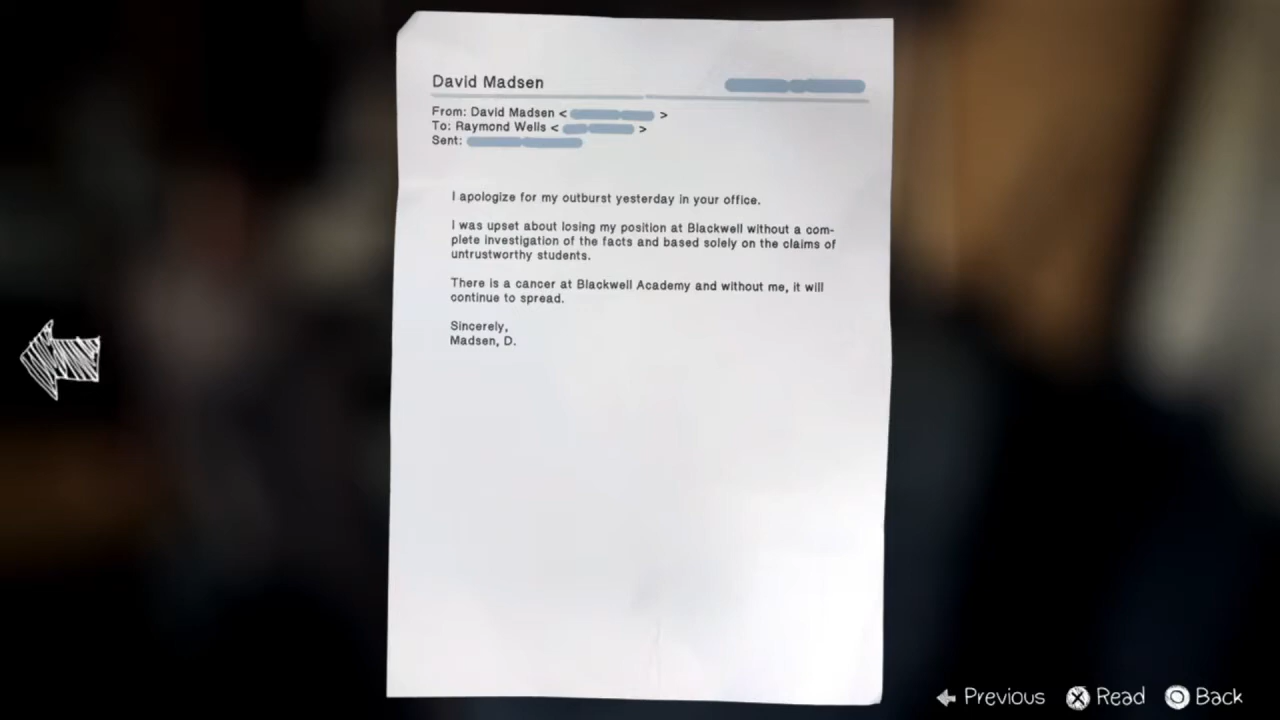 David Madsen
From: David Madsen < >
To: Raymond Wells < >
Sent:
I apologize for my outburst yesterday in your office.
I was upset about losing my position at Blackwell without a com-
plete investigation of the facts and based solely on the claims of
untrustworthy students.
There is a cancer at Blackwell Academy and without me, it will
continue to spread.
Sincerely,
Madsen, D.
Previous Read Back